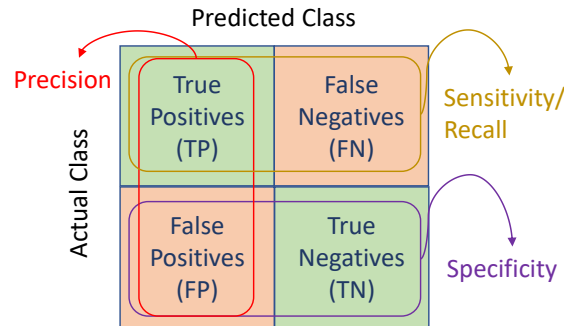 Predicted Class
Precision
Actual Class
True
Positives
(TP)
False
Negatives
(FN)
Sensitivity/
Recall
False
Positives
(FP)
True
Negatives
(TN)
Specificity